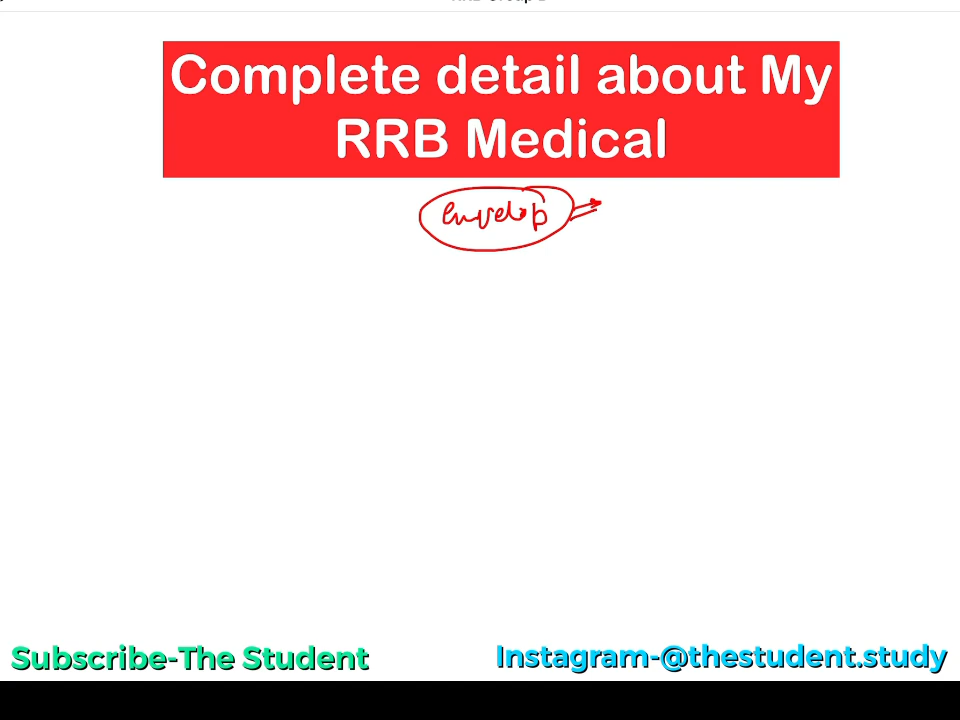 Complete detail about My
RRB Medical
envelop
Subscribe-The Student
Instagram-@thestudent.study